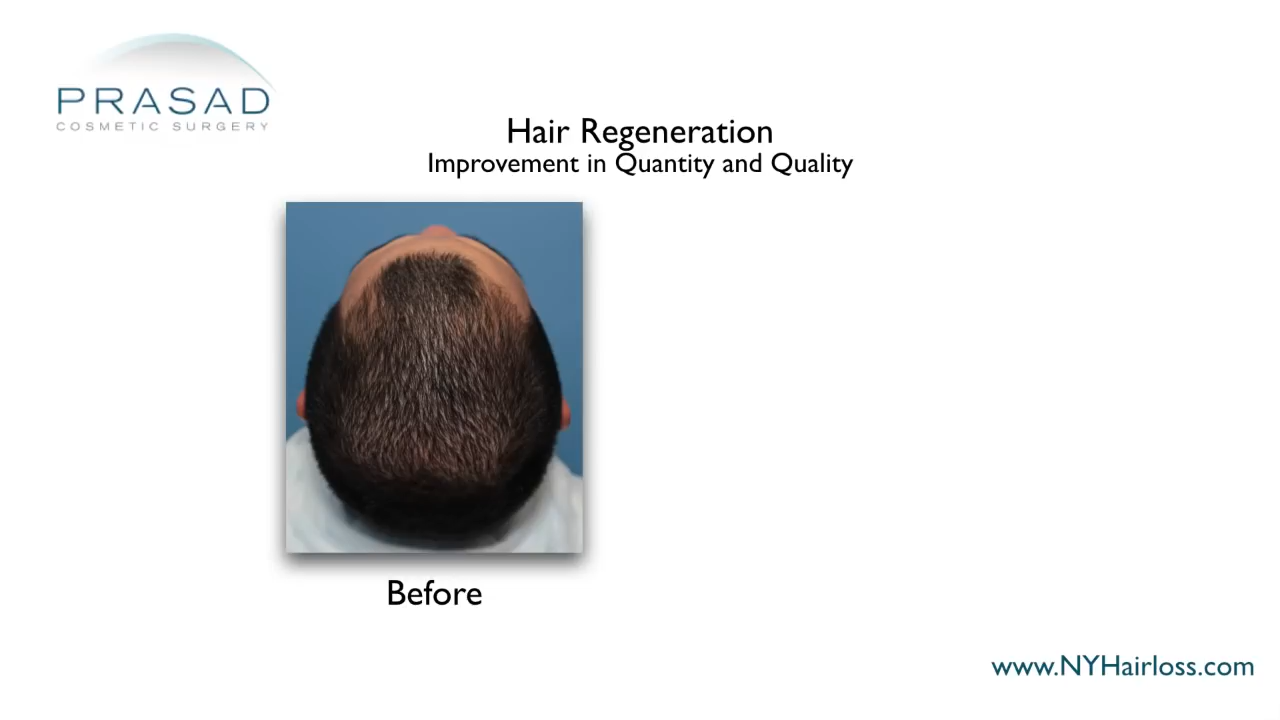 PRASAD
COSMETIC SURGERY
Hair Regeneration
Improvement in Quantity and Quality
Before
www.NYHairloss.com